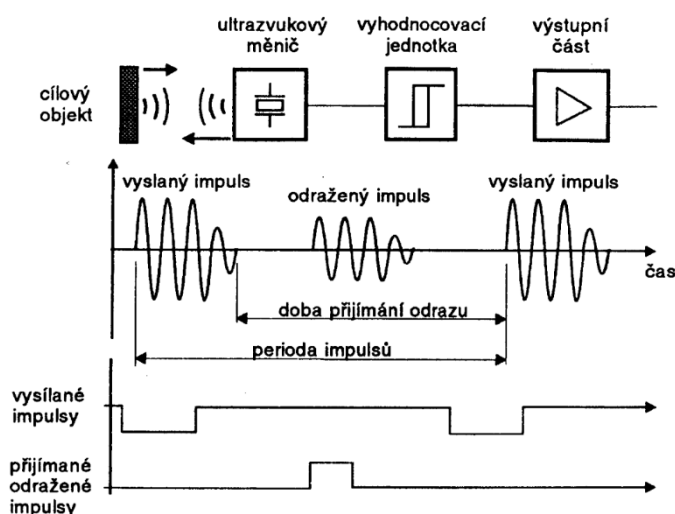 ultrazvukový
měnič
vyhodnocovací
jednotka
výstupní
část
cílový
objekt
vyslaný impuls
odražený impuls
vyslaný impuls
čas
doba přijímání odrazu
perioda impulsů
vysílané
impulsy
přijímané
odražené
impulsy